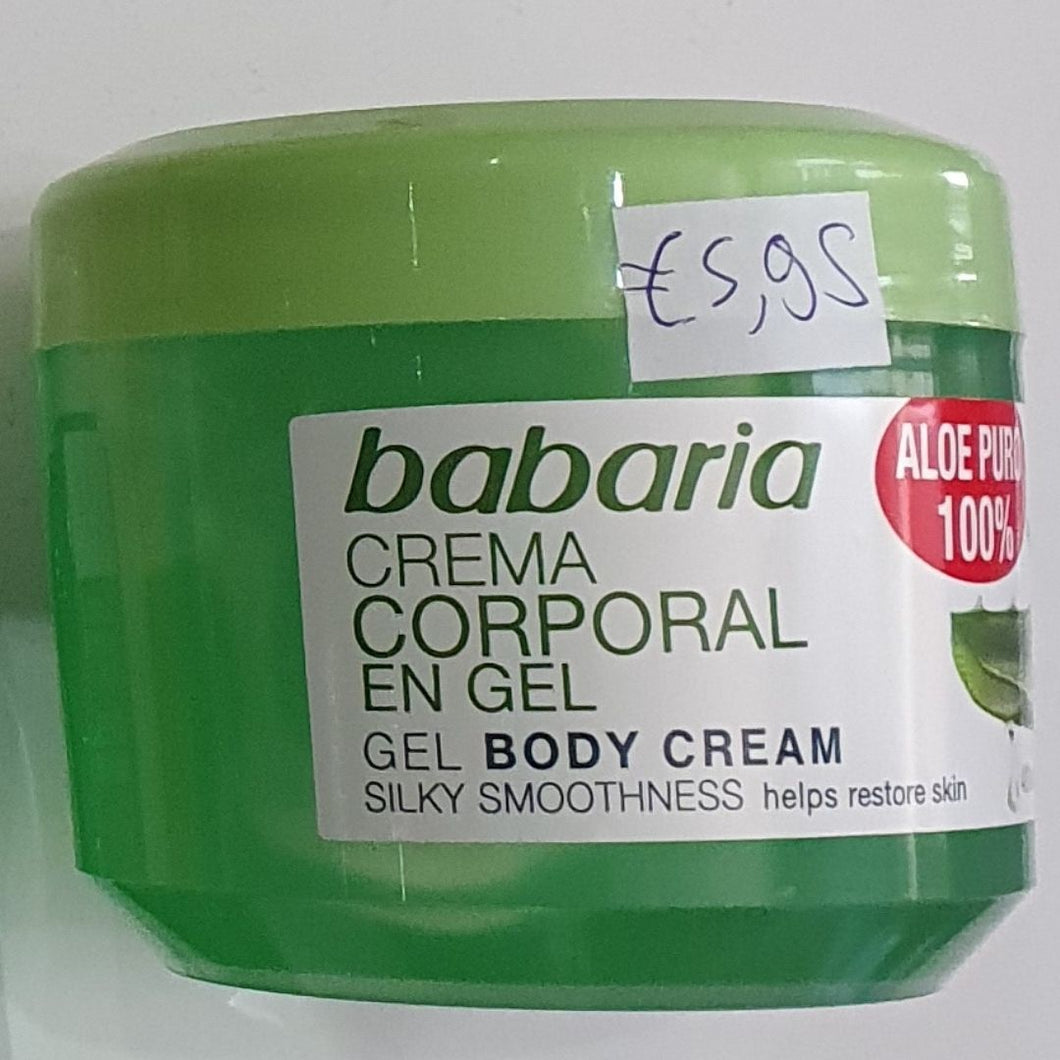 €5,95
babaria
CREMA
CORPORAL
EN GEL
GEL BODY CREAM
SILKY SMOOTHNESS helps restore skin
ALOE PURO
100%